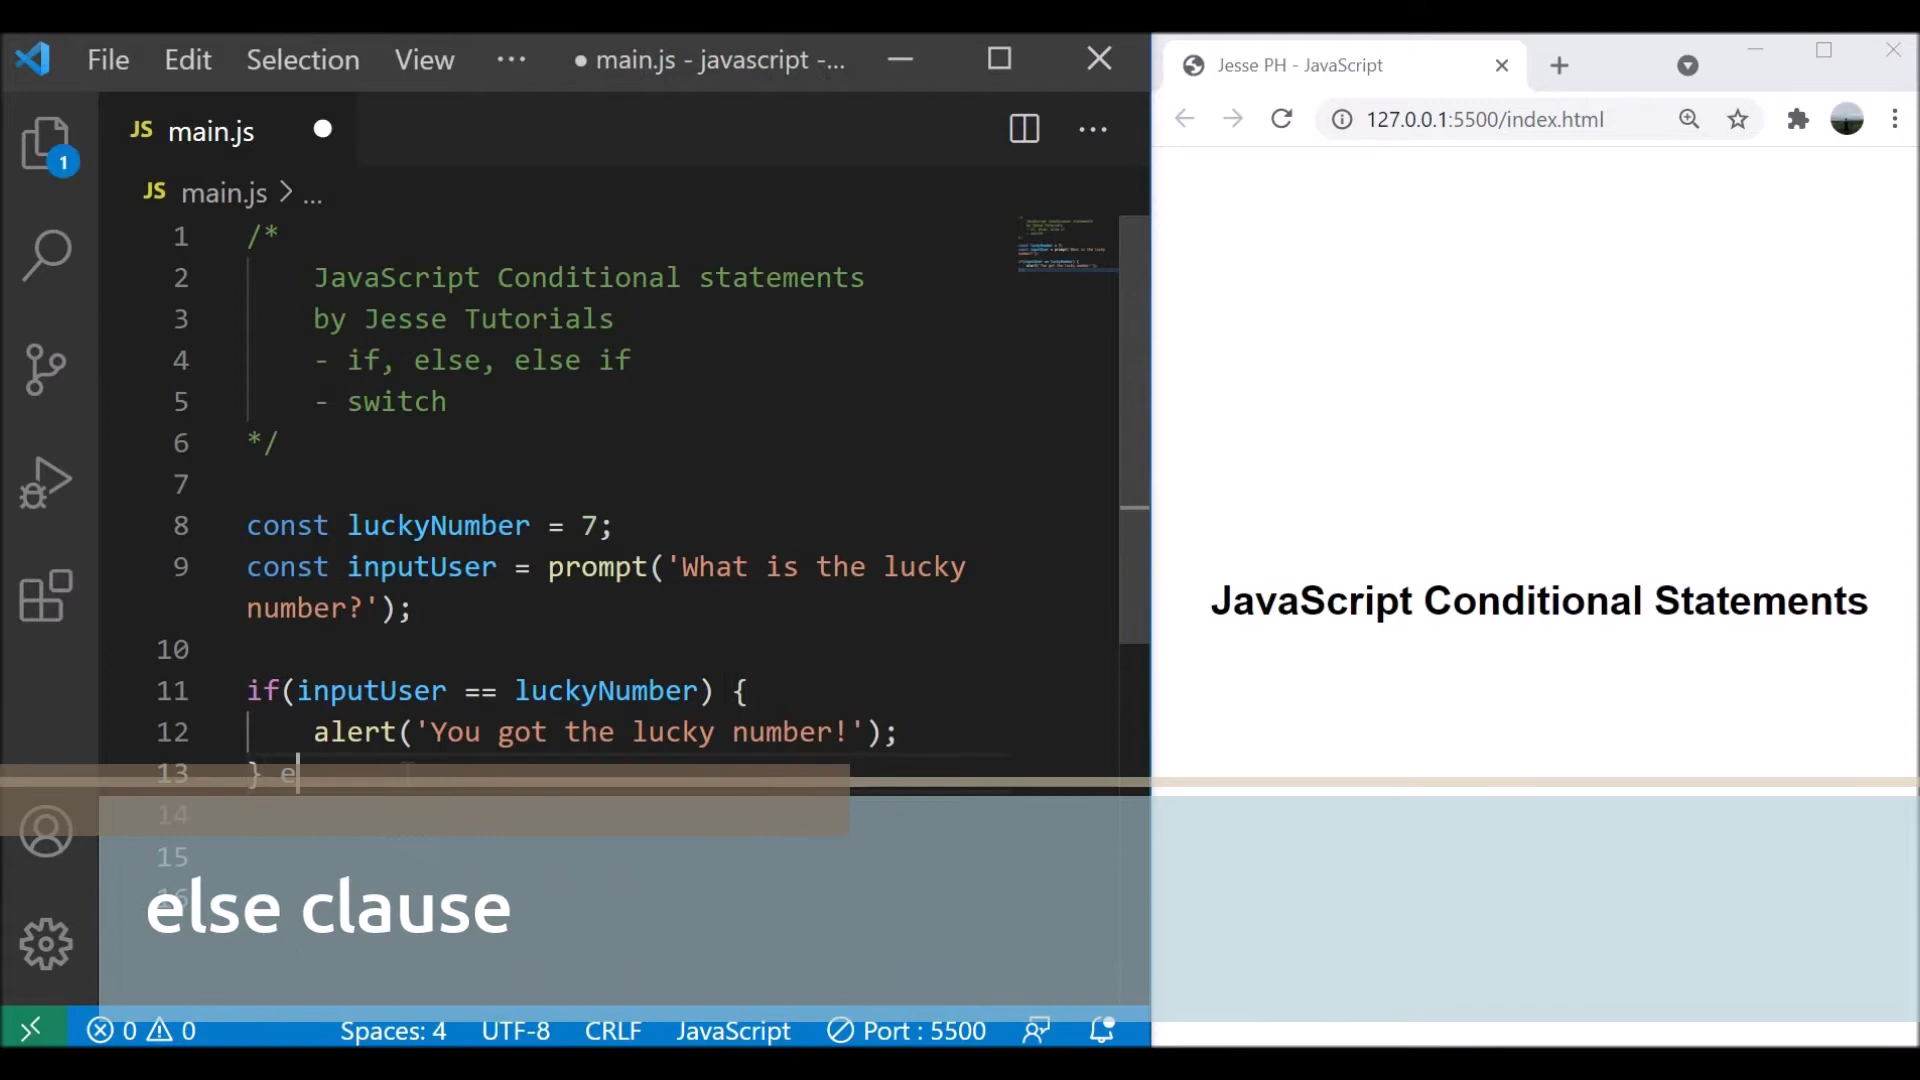 File Edit Selection View ··· ● main.js - javascript -...
JS main.js
JS main.js > ...
1 /*
2 JavaScript Conditional statements
3 by Jesse Tutorials
4 - if, else, else if
5 - switch
6 */
7
8 const luckyNumber = 7;
9 const inputUser = prompt('What is the lucky
number?');
10
11 if(inputUser == luckyNumber) {
12 alert('You got the lucky number!');
13 } e
14
15
16
else clause
1
0 0 Spaces: 4 UTF-8 CRLF JavaScript Port : 5500
Jesse PH - JavaScript
127.0.0.1:5500/index.html
JavaScript Conditional Statements